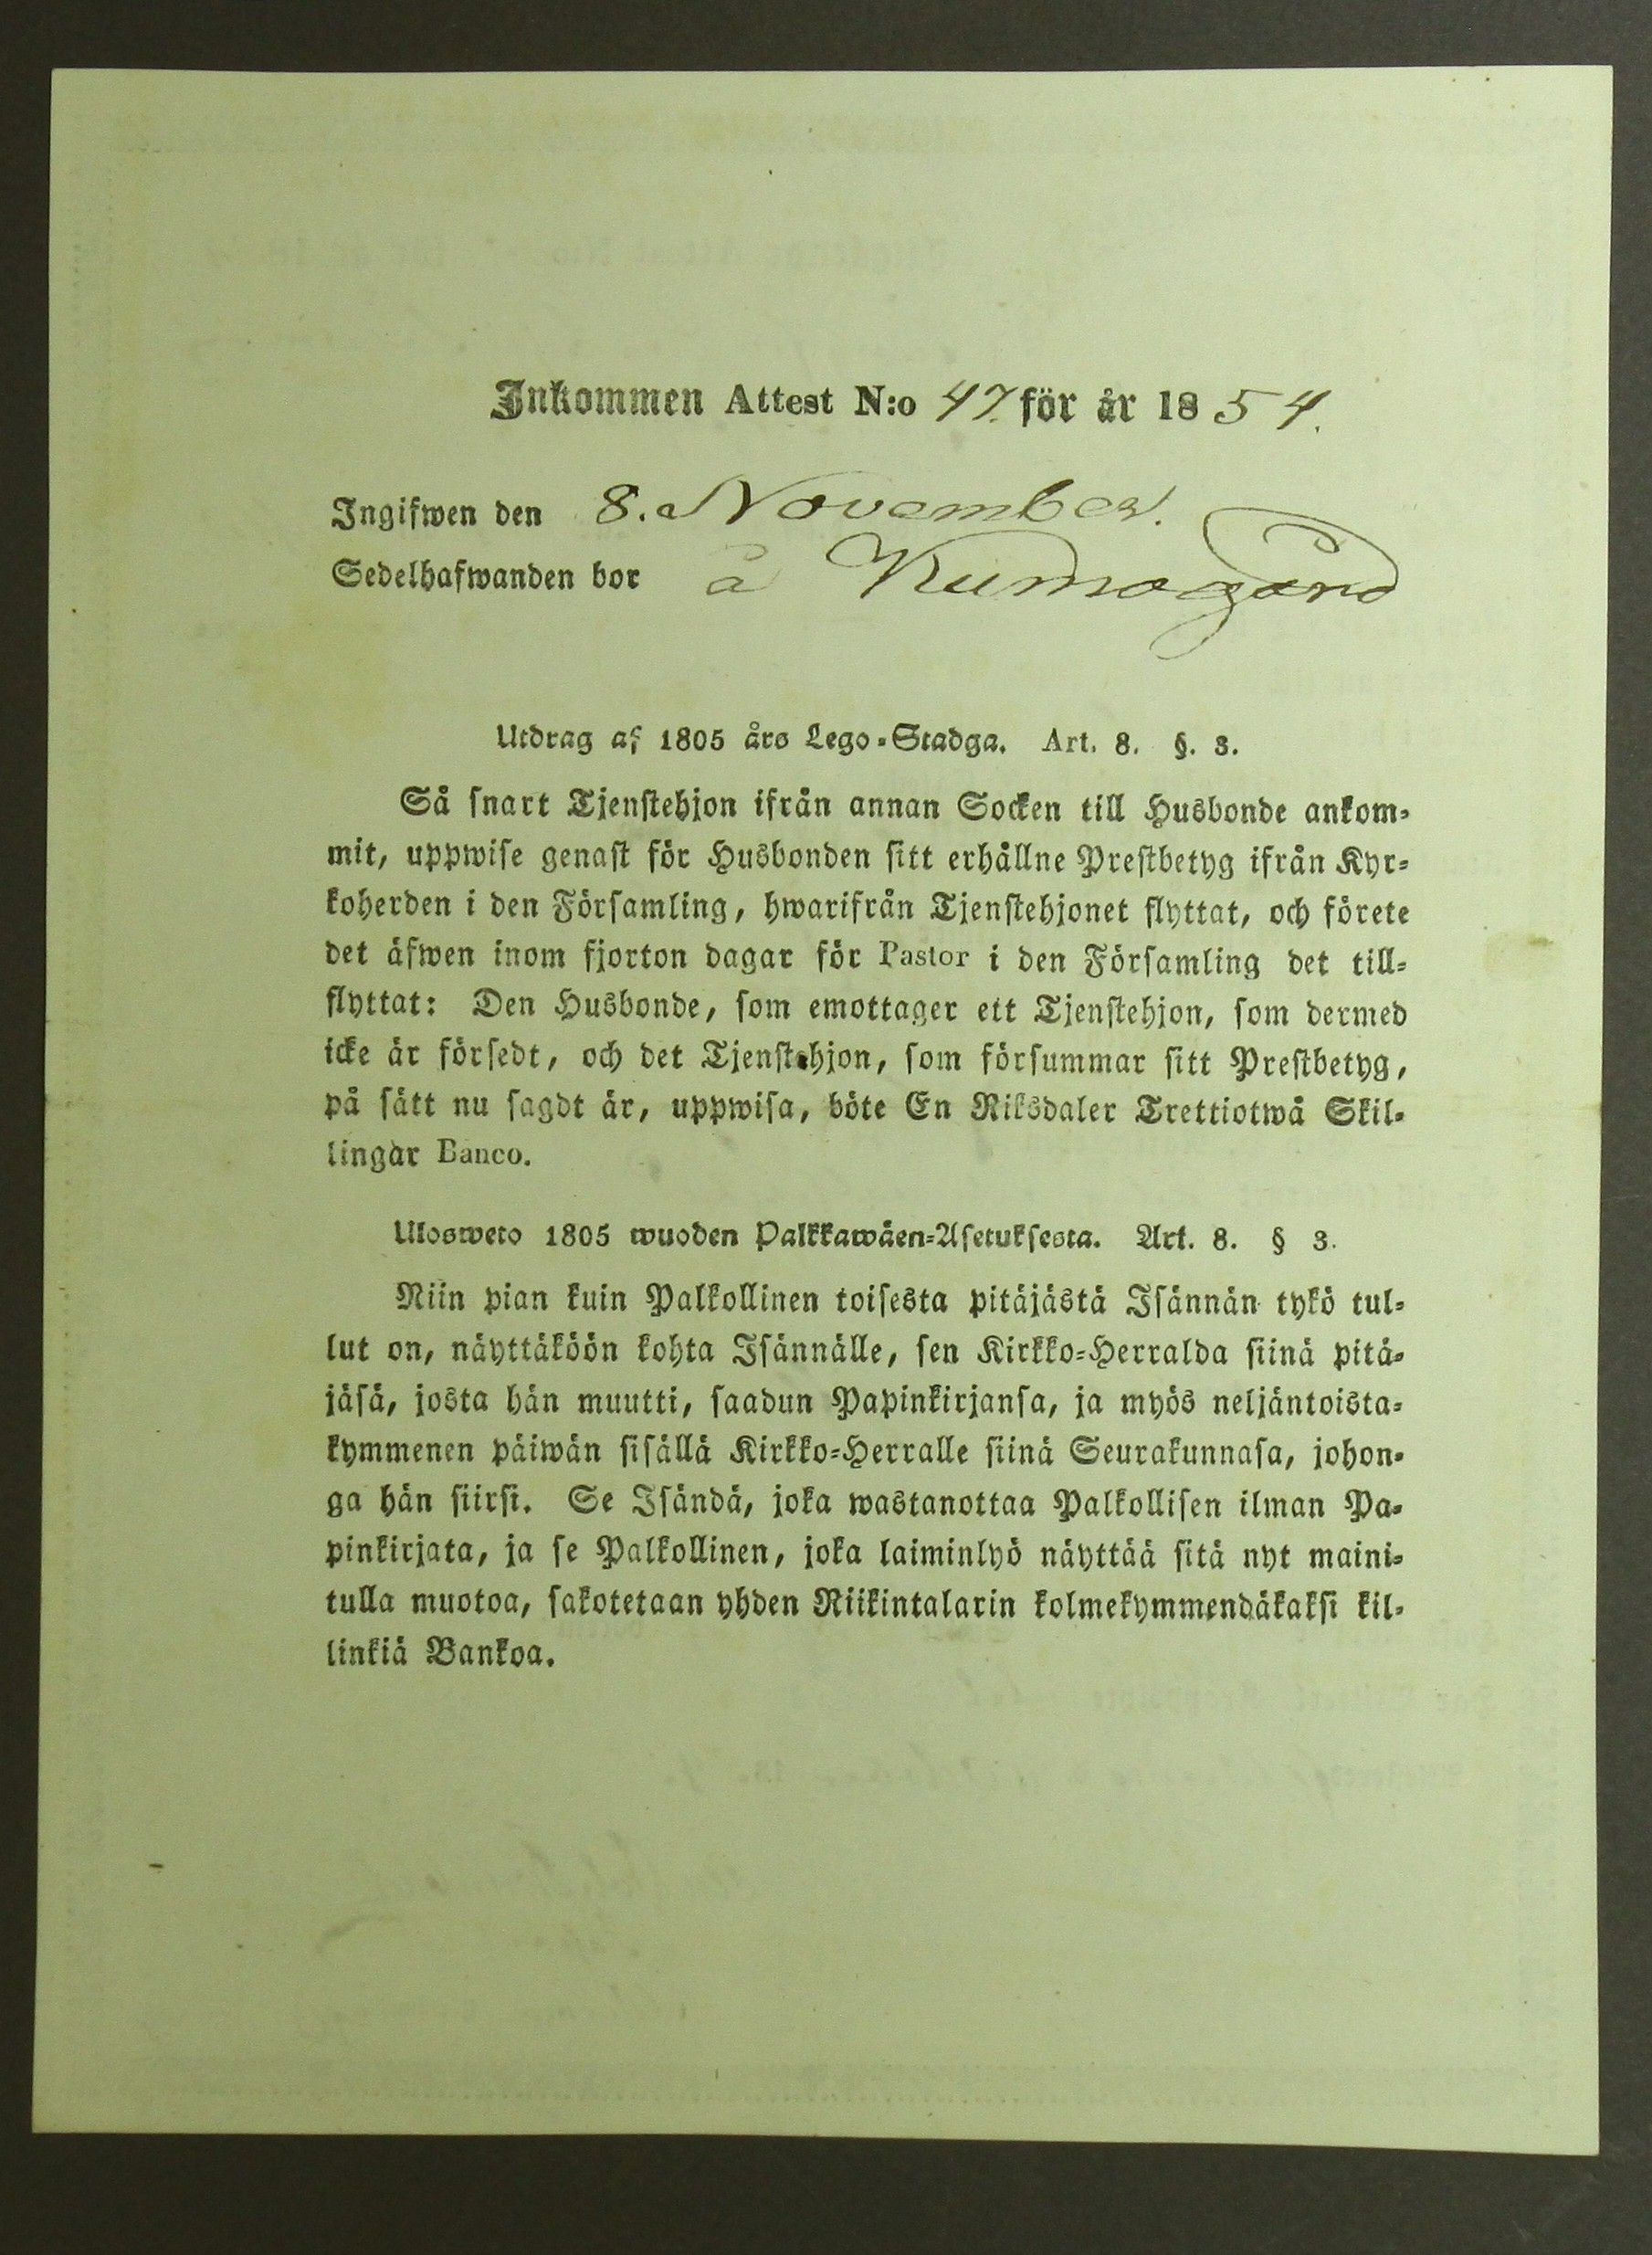 Inkommen Attest N:o 47. för år 1854.
Ingifwen den 8. November.
Sedelhafwanden bor å Kumogård
Utdrag af 1805 års Lego-Stadga. Art. 8. §. 3.
Så snart Tjenstehjon ifrån annan Socken till Husbonde ankom-
mit, uppwise genast för Husbonden sitt erhållne Prestbetyg ifrån Kyr-
koherden i den Församling, hwarifrån Tjenstehjonet flyttat, och förete
det äfwen inom fjorton dagar för Pastor i den Församling det till-
flyttat: Den Husbonde, som emottager ett Tjenstehjon, som dermed
icke är försedt, och det Tjenstehjon, som försummar sitt Prestbetyg,
på sätt nu sagdt är, uppwisa, böte En Riksdaler Trettiotwå Skil-
lingar Banco.
Ulosweto 1805 wuoden Palkkawäen-Asetuksesta. Art. 8. § 3.
Niin pian kuin Palkollinen toisesta pitäjästä Isännän tykö tul-
lut on, näyttäköön kohta Isännälle, sen Kirkko-Herralda siinä pitä-
jäsä, josta hän muutti, saadun Papinkirjansa, ja myös neljäntoista-
kymmenen päiwän sisällä Kirkko-Herralle siinä Seurakunnasa, johon-
ga hän siirsi. Se Isändä, joka wastanottaa Palkollisen ilman Pa-
pinkirjata, ja se Palkollinen, joka laiminlyö näyttää sitä nyt maini-
tulla muotoa, sakotetaan yhden Riikintalarin kolmekymmendäkaksi kil-
linkiä Bankoa.